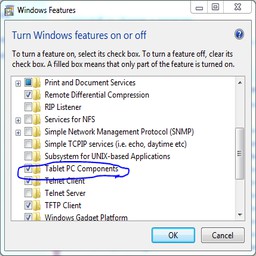 Windows Features
Turn Windows features on or off
To turn a feature on, select its check box. To turn a feature off, clear its
check box. A filled box means that only part of the feature is turned on.
Print and Document Services
Remote Differential Compression
RIP Listener
Services for NFS
Simple Network Management Protocol (SNMP)
Simple TCPIP services (i.e. echo, daytime etc)
Subsystem for UNIX-based Applications
Tablet PC Components
Telnet Client
Telnet Server
TFTP Client
Windows Gadget Platform
OK
Cancel